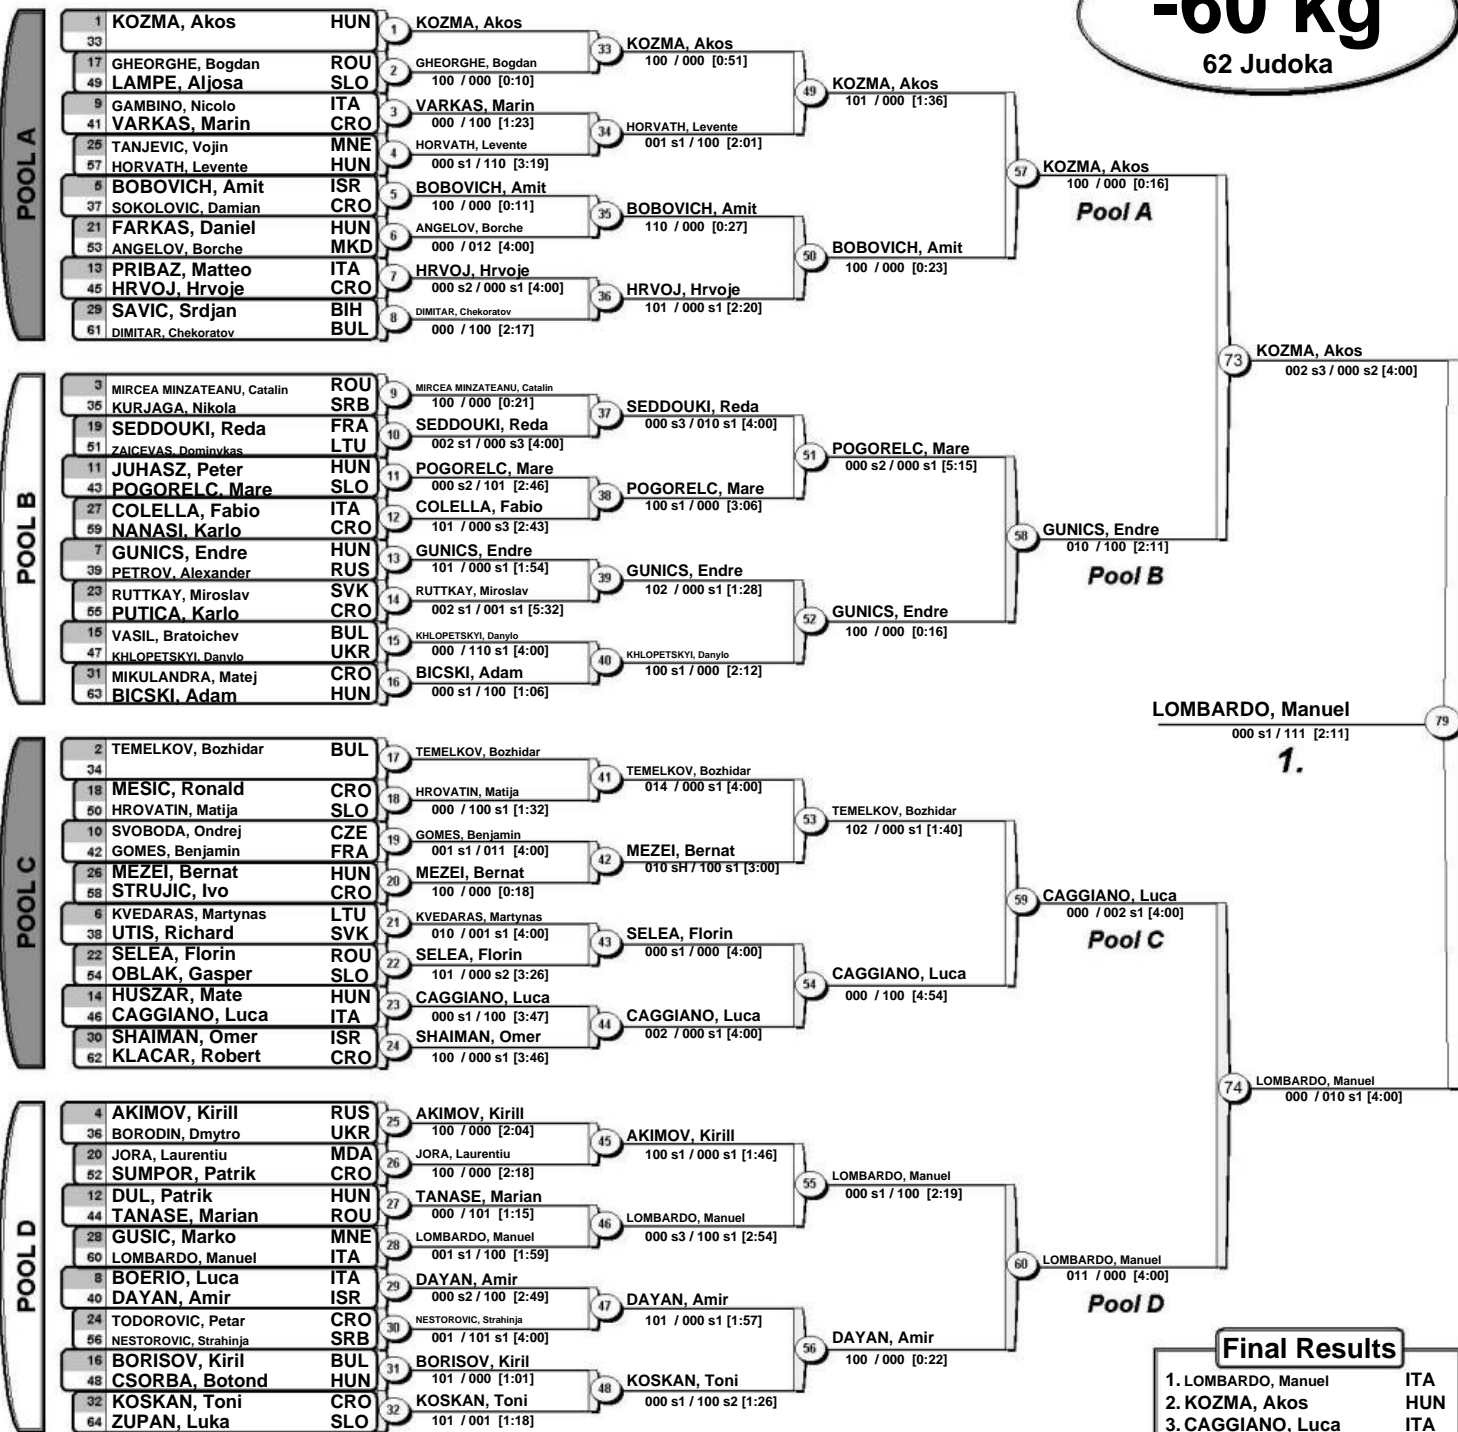 -60 kg
62 Judoka
POOL A
1 KOZMA, Akos HUN
33
17 GHEORGHE, Bogdan ROU
49 LAMPE, Aljosa SLO
9 GAMBINO, Nicolo ITA
41 VARKAS, Marin CRO
25 TANJEVIC, Vojin MNE
57 HORVATH, Levente HUN
5 BOBOVICH, Amit ISR
37 SOKOLOVIC, Damian CRO
21 FARKAS, Daniel HUN
53 ANGELOV, Borche MKD
13 PRIBAZ, Matteo ITA
45 HRVOJ, Hrvoje CRO
29 SAVIC, Srdjan BIH
61 DIMITAR, Chekoratov BUL
1 KOZMA, Akos
2 GHEORGHE, Bogdan
100 / 000 [0:10]
3 VARKAS, Marin
000 / 100 [1:23]
4 HORVATH, Levente
000 s1 / 110 [3:19]
5 BOBOVICH, Amit
100 / 000 [0:11]
6 ANGELOV, Borche
000 / 012 [4:00]
7 HRVOJ, Hrvoje
000 s2 / 000 s1 [4:00]
8 DIMITAR, Chekoratov
000 / 100 [2:17]
33 KOZMA, Akos
100 / 000 [0:51]
34 HORVATH, Levente
001 s1 / 100 [2:01]
35 BOBOVICH, Amit
110 / 000 [0:27]
36 HRVOJ, Hrvoje
101 / 000 s1 [2:20]
49 KOZMA, Akos
101 / 000 [1:36]
50 BOBOVICH, Amit
100 / 000 [0:23]
57 KOZMA, Akos
100 / 000 [0:16]
Pool A
POOL B
3 MIRCEA MINZATEANU, Catalin ROU
35 KURJAGA, Nikola SRB
19 SEDDOUKI, Reda FRA
51 ZAICEVAS, Dominykas LTU
11 JUHASZ, Peter HUN
43 POGORELC, Mare SLO
27 COLELLA, Fabio ITA
59 NANASI, Karlo CRO
7 GUNICS, Endre HUN
39 PETROV, Alexander RUS
23 RUTTKAY, Miroslav SVK
55 PUTICA, Karlo CRO
15 VASIL, Bratoichev BUL
47 KHLOPETSKYI, Danylo UKR
31 MIKULANDRA, Matej CRO
63 BICSKI, Adam HUN
9 MIRCEA MINZATEANU, Catalin
100 / 000 [0:21]
10 SEDDOUKI, Reda
002 s1 / 000 s3 [4:00]
11 POGORELC, Mare
000 s2 / 101 [2:46]
12 COLELLA, Fabio
101 / 000 s3 [2:43]
13 GUNICS, Endre
101 / 000 s1 [1:54]
14 RUTTKAY, Miroslav
002 s1 / 001 s1 [5:32]
15 KHLOPETSKYI, Danylo
000 / 110 s1 [4:00]
16 BICSKI, Adam
000 s1 / 100 [1:06]
37 SEDDOUKI, Reda
000 s3 / 010 s1 [4:00]
38 POGORELC, Mare
100 s1 / 000 [3:06]
39 GUNICS, Endre
102 / 000 s1 [1:28]
40 KHLOPETSKYI, Danylo
100 s1 / 000 [2:12]
51 POGORELC, Mare
000 s2 / 000 s1 [5:15]
52 GUNICS, Endre
100 / 000 [0:16]
58 GUNICS, Endre
010 / 100 [2:11]
Pool B
73 KOZMA, Akos
002 s3 / 000 s2 [4:00]
LOMBARDO, Manuel 79
000 s1 / 111 [2:11]
1.
POOL C
2 TEMELKOV, Bozhidar BUL
34
18 MESIC, Ronald CRO
50 HROVATIN, Matija SLO
10 SVOBODA, Ondrej CZE
42 GOMES, Benjamin FRA
26 MEZEI, Bernat HUN
58 STRUJIC, Ivo CRO
6 KVEDARAS, Martynas LTU
38 UTIS, Richard SVK
22 SELEA, Florin ROU
54 OBLAK, Gasper SLO
14 HUSZAR, Mate HUN
46 CAGGIANO, Luca ITA
30 SHAIMAN, Omer ISR
62 KLACAR, Robert CRO
17 TEMELKOV, Bozhidar
18 HROVATIN, Matija
000 / 100 s1 [1:32]
19 GOMES, Benjamin
001 s1 / 011 [4:00]
20 MEZEI, Bernat
100 / 000 [0:18]
21 KVEDARAS, Martynas
010 / 001 s1 [4:00]
22 SELEA, Florin
101 / 000 s2 [3:26]
23 CAGGIANO, Luca
000 s1 / 100 [3:47]
24 SHAIMAN, Omer
100 / 000 s1 [3:46]
41 TEMELKOV, Bozhidar
014 / 000 s1 [4:00]
42 MEZEI, Bernat
010 sH / 100 s1 [3:00]
43 SELEA, Florin
000 s1 / 000 [4:00]
44 CAGGIANO, Luca
002 / 000 s1 [4:00]
53 TEMELKOV, Bozhidar
102 / 000 s1 [1:40]
54 CAGGIANO, Luca
000 / 100 [4:54]
59 CAGGIANO, Luca
000 / 002 s1 [4:00]
Pool C
POOL D
4 AKIMOV, Kirill RUS
36 BORODIN, Dmytro UKR
20 JORA, Laurentiu MDA
52 SUMPOR, Patrik CRO
12 DUL, Patrik HUN
44 TANASE, Marian ROU
28 GUSIC, Marko MNE
60 LOMBARDO, Manuel ITA
8 BOERIO, Luca ITA
40 DAYAN, Amir ISR
24 TODOROVIC, Petar CRO
56 NESTOROVIC, Strahinja SRB
16 BORISOV, Kiril BUL
48 CSORBA, Botond HUN
32 KOSKAN, Toni CRO
64 ZUPAN, Luka SLO
25 AKIMOV, Kirill
100 / 000 [2:04]
26 JORA, Laurentiu
100 / 000 [2:18]
27 TANASE, Marian
000 / 101 [1:15]
28 LOMBARDO, Manuel
001 s1 / 100 [1:59]
29 DAYAN, Amir
000 s2 / 100 [2:49]
30 NESTOROVIC, Strahinja
001 / 101 s1 [4:00]
31 BORISOV, Kiril
101 / 000 [1:01]
32 KOSKAN, Toni
101 / 001 [1:18]
45 AKIMOV, Kirill
100 s1 / 000 s1 [1:46]
46 LOMBARDO, Manuel
000 s3 / 100 s1 [2:54]
47 DAYAN, Amir
101 / 000 s1 [1:57]
48 KOSKAN, Toni
000 s1 / 100 s2 [1:26]
55 LOMBARDO, Manuel
000 s1 / 100 [2:19]
56 DAYAN, Amir
100 / 000 [0:22]
60 LOMBARDO, Manuel
011 / 000 [4:00]
Pool D
74 LOMBARDO, Manuel
000 / 010 s1 [4:00]
Final Results
1. LOMBARDO, Manuel ITA
2. KOZMA, Akos HUN
3. CAGGIANO, Luca ITA